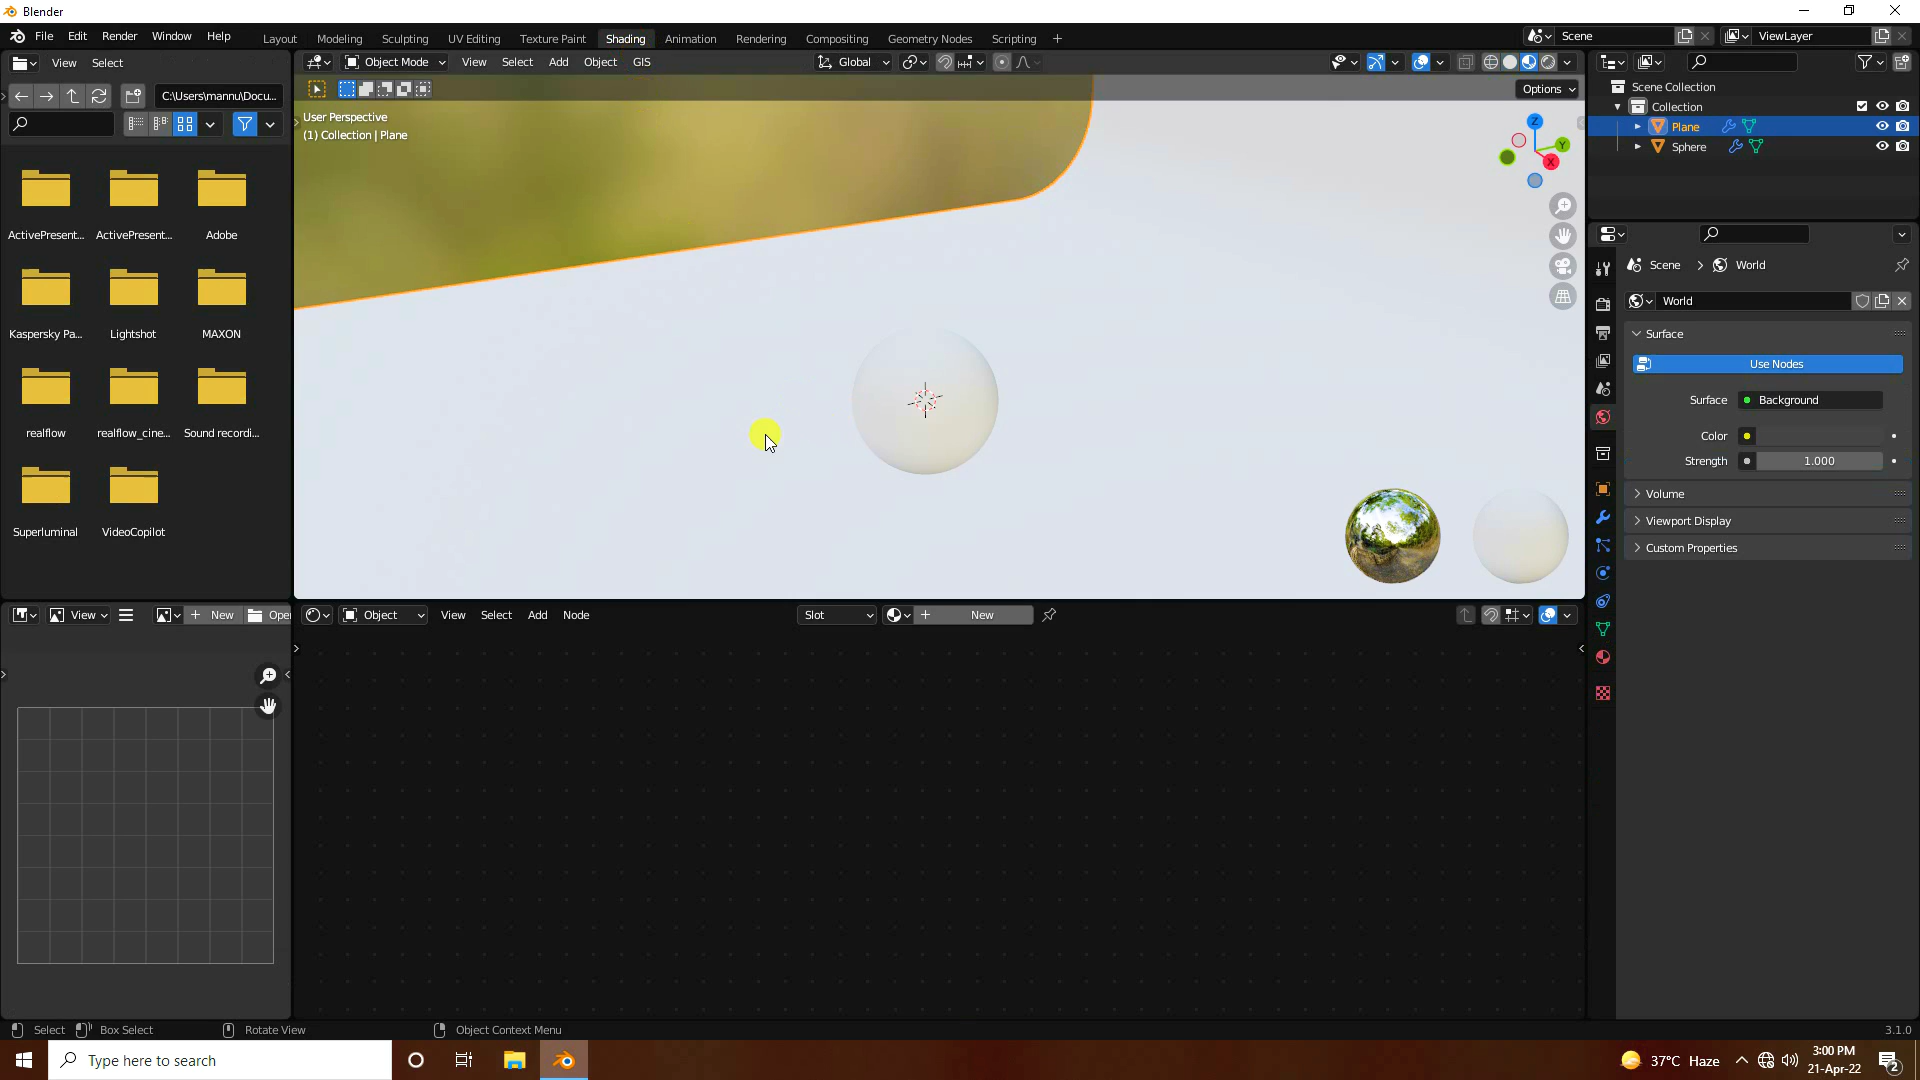 Blender
File Edit Render Window Help
Layout Modeling Sculpting UV Editing Texture Paint Shading Animation Rendering Compositing Geometry Nodes Scripting +
Scene ViewLayer
View Select
Object Mode View Select Add Object GIS
Global
C:\Users\mannu\Docu...
Options
User Perspective
(1) Collection | Plane
Z
Y
X
Scene Collection
Collection
Plane
Sphere
ActivePresent... ActivePresent... Adobe
Kaspersky Pa... Lightshot MAXON
realflow realflow_cine... Sound recordi...
Superluminal VideoCopilot
Scene > World
World
Surface
Use Nodes
Surface Background
Color
Strength 1.000
Volume
Viewport Display
Custom Properties
View + New Ope
Object View Select Add Node
Slot + New
Select Box Select Rotate View Object Context Menu
3.1.0
Type here to search
37°C Haze
3:00 PM
21-Apr-22
2